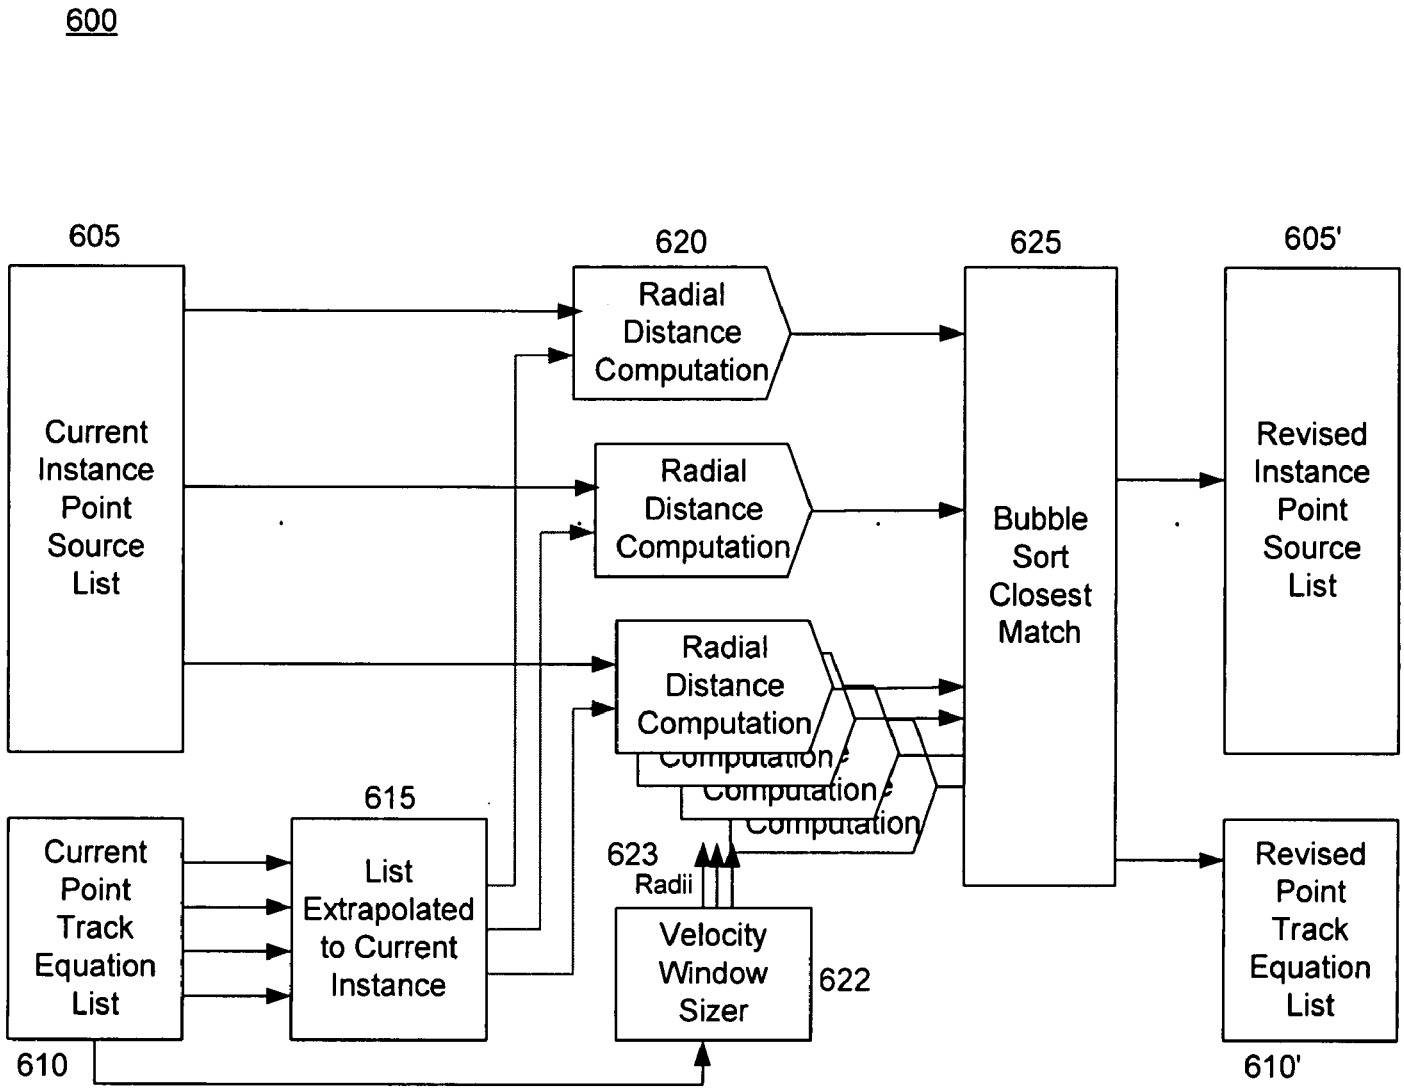 600
605
Current
Instance
Point
Source
List
620
Radial
Distance
Computation
Radial
Distance
Computation
Radial
Distance
Computation
Computation
Computation
Computation
625
Bubble
Sort
Closest
Match
605'
Revised
Instance
Point
Source
List
Current
Point
Track
Equation
List
610
615
List
Extrapolated
to Current
Instance
623
Radii
Velocity
Window
Sizer
622
Revised
Point
Track
Equation
List
610'